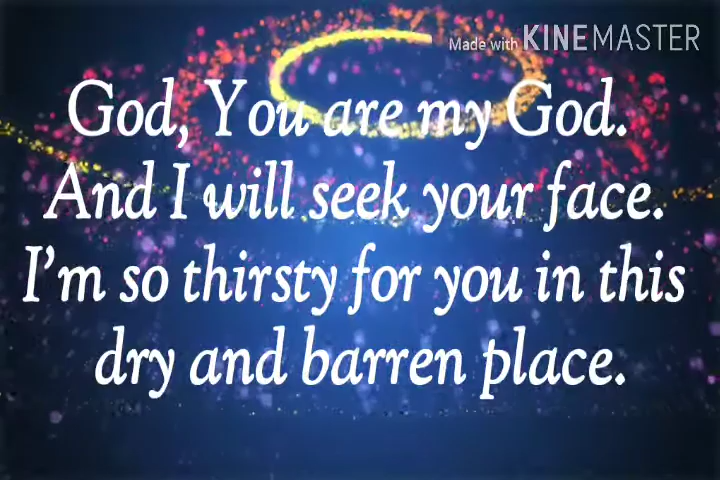 Made with KINEMASTER
God, You are my God.
And I will seek your face.
I'm so thirsty for you in this
dry and barren place.